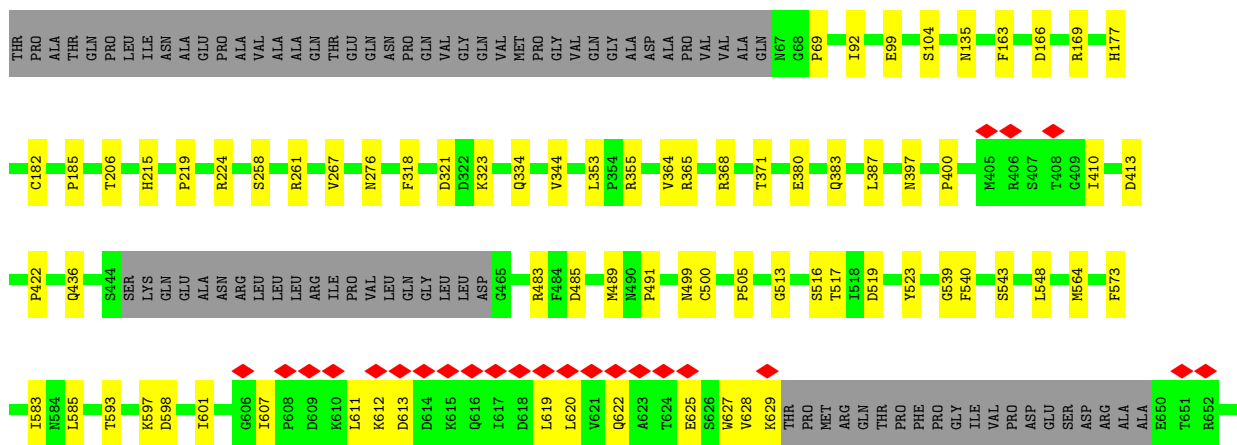 THR PRO ALA THR GLN PRO LEU ILE ASN ALA GLU PRO ALA VAL ALA ALA GLN THR GLU GLN ASN PRO GLN VAL GLY GLN VAL MET PRO GLY VAL GLN GLY ALA ASP ALA PRO VAL VAL ALA GLN N67 G68 P69 I92 E99 S104 N135 F163 D166 R169 H177
C182 P185 T206 H215 P219 R224 S258 R261 V267 N276 F318 D321 D322 K323 Q334 V344 L353 P354 R355 V364 R365 R368 T371 E380 Q383 L387 N397 P400 M405 R406 S407 T408 G409 I410 D413
P422 Q436 S444 SER LYS GLN GLU ALA ASN ARG LEU LEU LEU ARG ILE PRO VAL LEU GLN GLY LEU LEU ASP G465 R483 F484 D485 M489 N490 P491 N499 C500 P505 G513 S516 T517 I518 D519 Y523 G539 F540 S543 L548 M564 F573
I583 N584 L585 T593 K597 D598 I601 G606 I607 P608 D609 K610 L611 K612 D613 D614 K615 Q616 I617 D618 L619 L620 V621 Q622 A623 T624 E625 S626 W627 V628 K629 THR PRO MET ARG GLN THR PRO PHE PRO GLY ILE VAL PRO ASP GLU SER ASP ARG ALA ALA E650 T651 R652